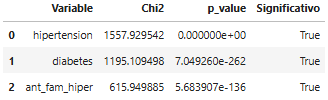 Variable Chi2 p_value Significativo
0 hipertension 1557.929542 0.000000e+00 True
1 diabetes 1195.109498 7.049260e-262 True
2 ant_fam_hiper 615.949885 5.683907e-136 True